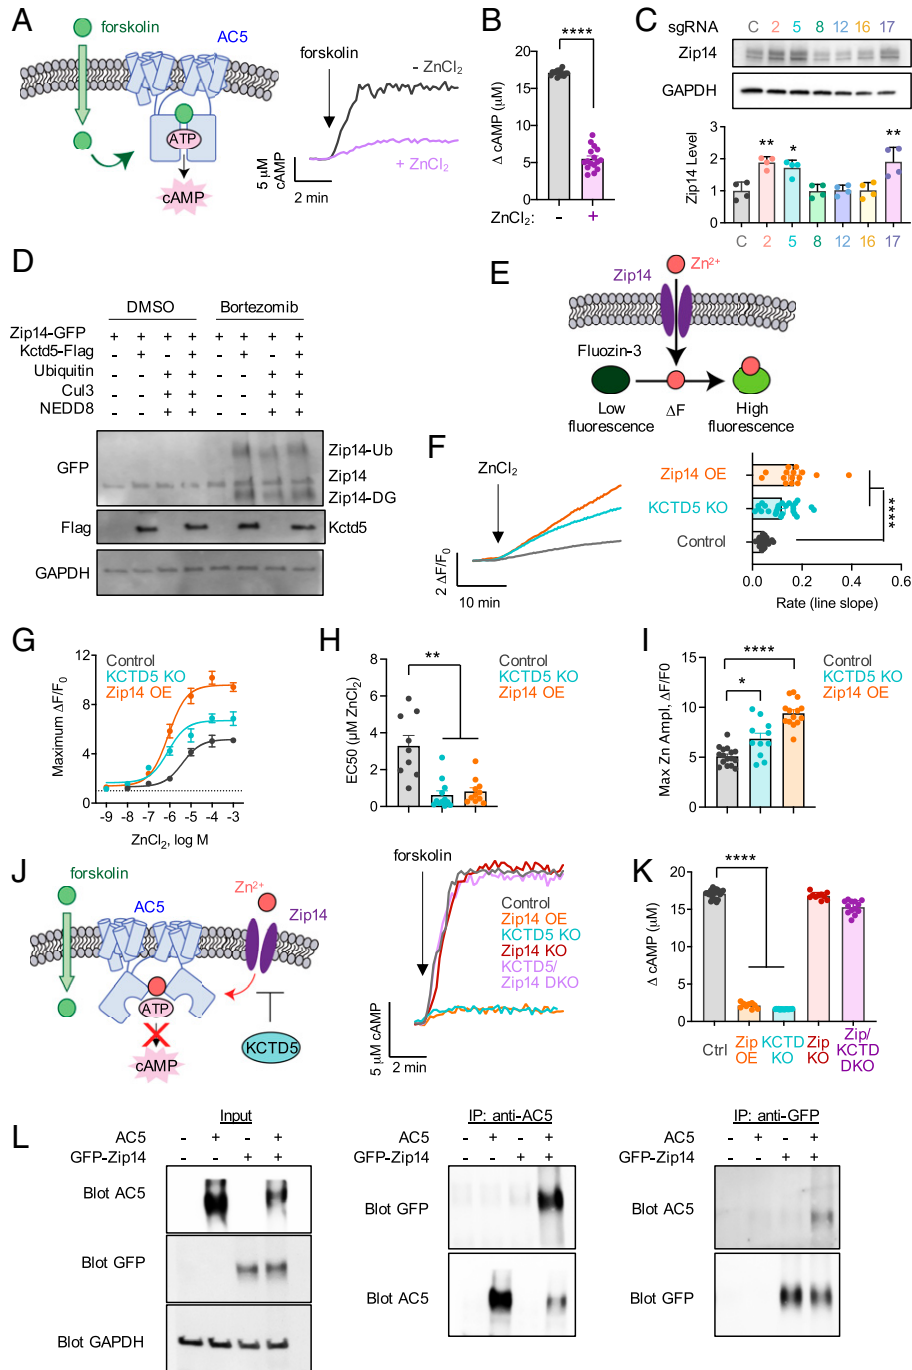 A
forskolin
AC5
ATP
cAMP
forskolin
- ZnCl2
+ ZnCl2
5 µM
cAMP
2 min
B
****
Δ cAMP (µM)
20
15
10
5
0
ZnCl2: - +
C
sgRNA C 2 5 8 12 16 17
Zip14
GAPDH
Zip14 Level
3
2
1
0
** * **
C 2 5 8 12 16 17
D
DMSO Bortezomib
Zip14-GFP + + + + + + + +
Kctd5-Flag - + - + - + - +
Ubiquitin - - + + - - + +
Cul3 - - + + - - + +
NEDD8 - - + + - - + +
GFP
Zip14-Ub
Zip14
Zip14-DG
Flag
Kctd5
GAPDH
E
Zip14
Zn2+
Fluozin-3
Low
fluorescence
ΔF
High
fluorescence
F
ZnCl2
2 ΔF/F0
10 min
Zip14 OE
KCTD5 KO
Control
****
0.0 0.2 0.4 0.6
Rate (line slope)
G
Control
KCTD5 KO
Zip14 OE
Maximum ΔF/F0
12
8
4
0
-9 -8 -7 -6 -5 -4 -3
ZnCl2, log M
H
Control
KCTD5 KO
Zip14 OE
**
EC50 (µM ZnCl2)
8
6
4
2
0
I
Control
KCTD5 KO
Zip14 OE
****
*
Max Zn Ampl, ΔF/F0
15
10
5
0
J
forskolin
AC5
Zn2+
Zip14
ATP
cAMP
KCTD5
forskolin
Control
Zip14 OE
KCTD5 KO
Zip14 KO
KCTD5/
Zip14 DKO
5 µM cAMP
2 min
K
****
Δ cAMP (µM)
20
15
10
5
0
Ctrl
Zip
OE
KCTD
KO
Zip
KO
Zip/
KCTD
DKO
L
Input
AC5 - + - +
GFP-Zip14 - - + +
Blot AC5
Blot GFP
Blot GAPDH
IP: anti-AC5
AC5 - + - +
GFP-Zip14 - - + +
Blot GFP
Blot AC5
IP: anti-GFP
AC5 - + - +
GFP-Zip14 - - + +
Blot AC5
Blot GFP